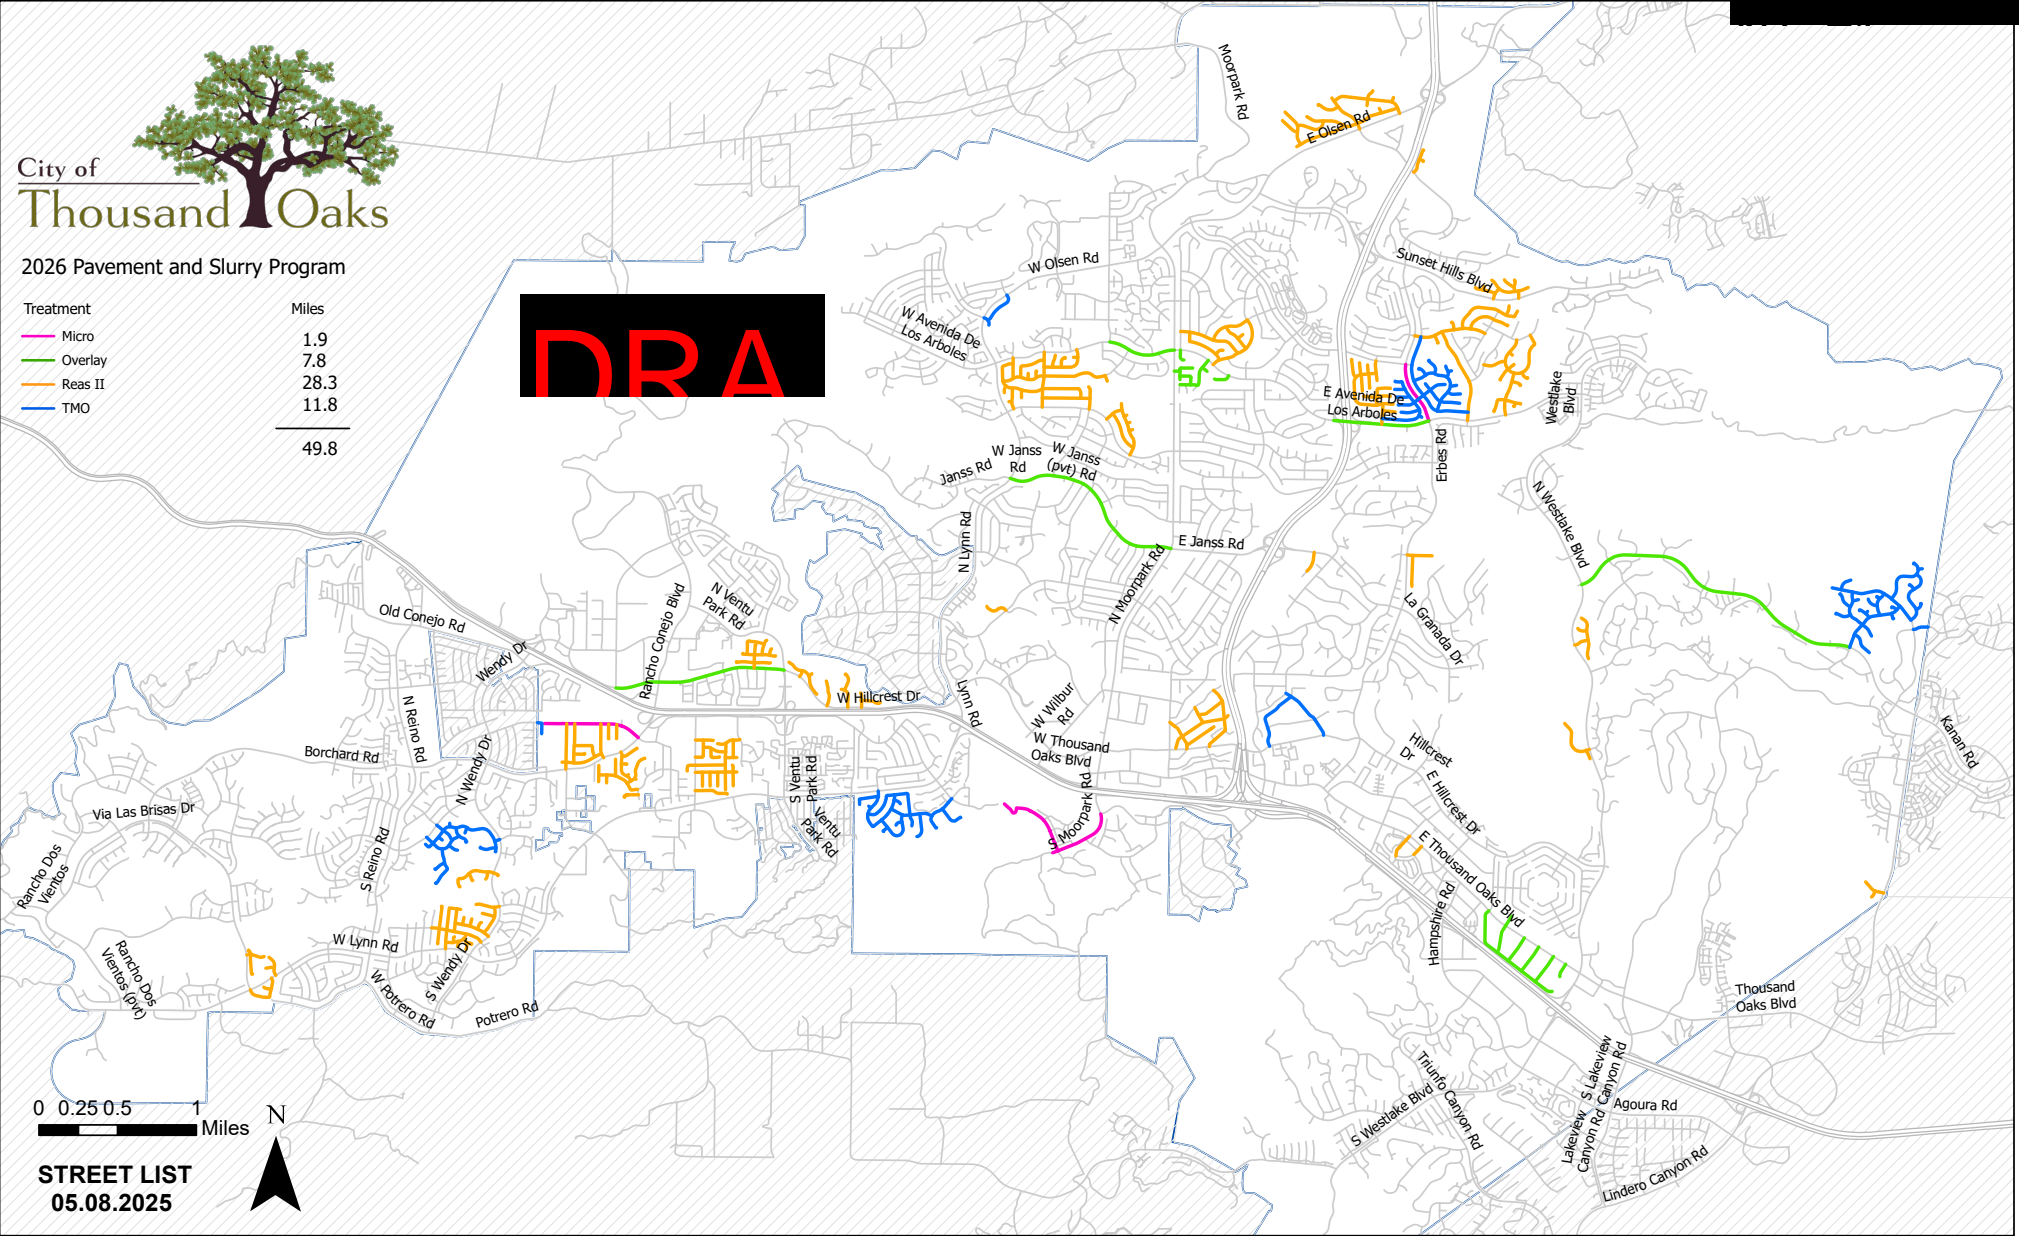 City of
Thousand Oaks
2026 Pavement and Slurry Program
Treatment Miles
Micro 1.9
Overlay 7.8
Reas II 28.3
TMO 11.8
49.8
DRA
Moorpark Rd
E Olsen Rd
W Olsen Rd
Sunset Hills Blvd
W Avenida De
Los Arboles
E Avenida De
Los Arboles
Westlake
Blvd
Erbes Rd
Janss Rd
W Janss
Rd
W Janss
(pvt) Rd
N Lynn Rd
E Janss Rd
N Moorpark Rd
N Westlake Blvd
La Granada Dr
Old Conejo Rd
Wendy Dr
Rancho Conejo Blvd
N Ventu
Park Rd
W Hillcrest Dr
Lynn Rd
W Wilbur
Rd
W Thousand
Oaks Blvd
N Reino Rd
Borchard Rd
N Wendy Dr
S Ventu
Park Rd
Ventu
Park Rd
S Moorpark Rd
Hillcrest
Dr
E Hillcrest Dr
E Thousand Oaks Blvd
Hampshire Rd
Kanan Rd
Via Las Brisas Dr
Rancho Dos
Vientos
S Reino Rd
Rancho Dos
Vientos (pvt)
W Lynn Rd
S Wendy Dr
W Potrero Rd
Potrero Rd
Thousand
Oaks Blvd
Triunfo Canyon Rd
S Westlake Blvd
S Lakeview
Canyon Rd
Agoura Rd
Lakeview
Canyon Rd
Lindero Canyon Rd
0 0.25 0.5 1
Miles
N
STREET LIST
05.08.2025